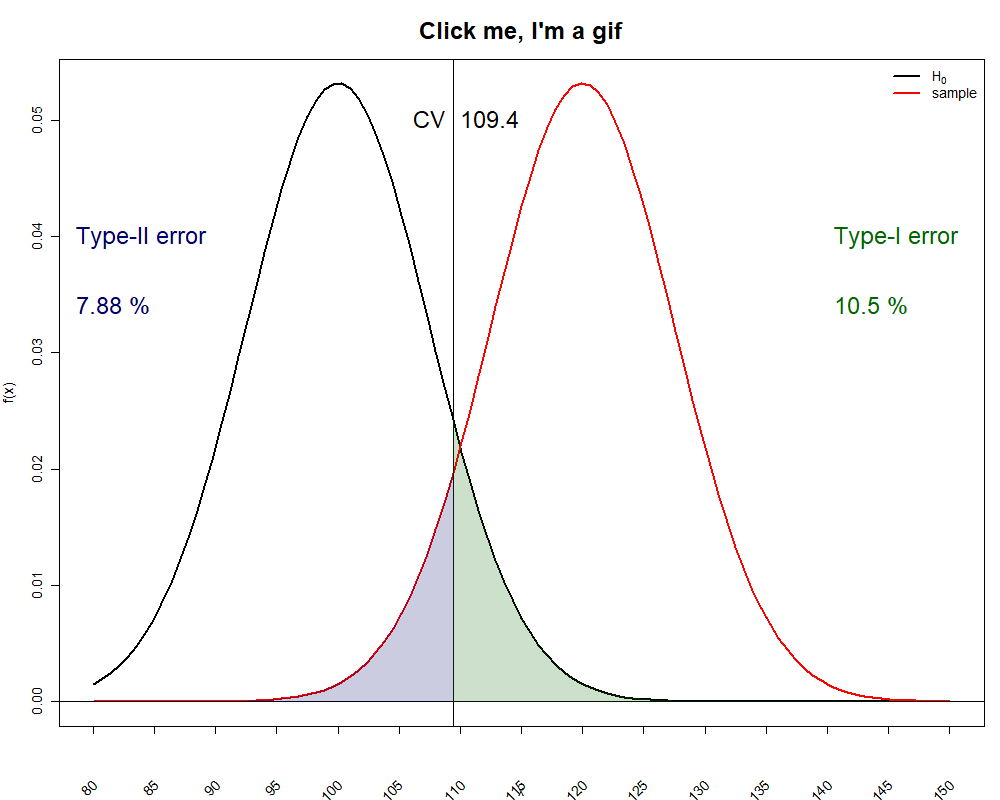 Click me, I'm a gif
H0
sample
CV 109.4
Type-II error
7.88 %
Type-I error
10.5 %
f(x)
0.05
0.04
0.03
0.02
0.01
0.00
80 85 90 95 100 105 110 115 120 125 130 135 140 145 150